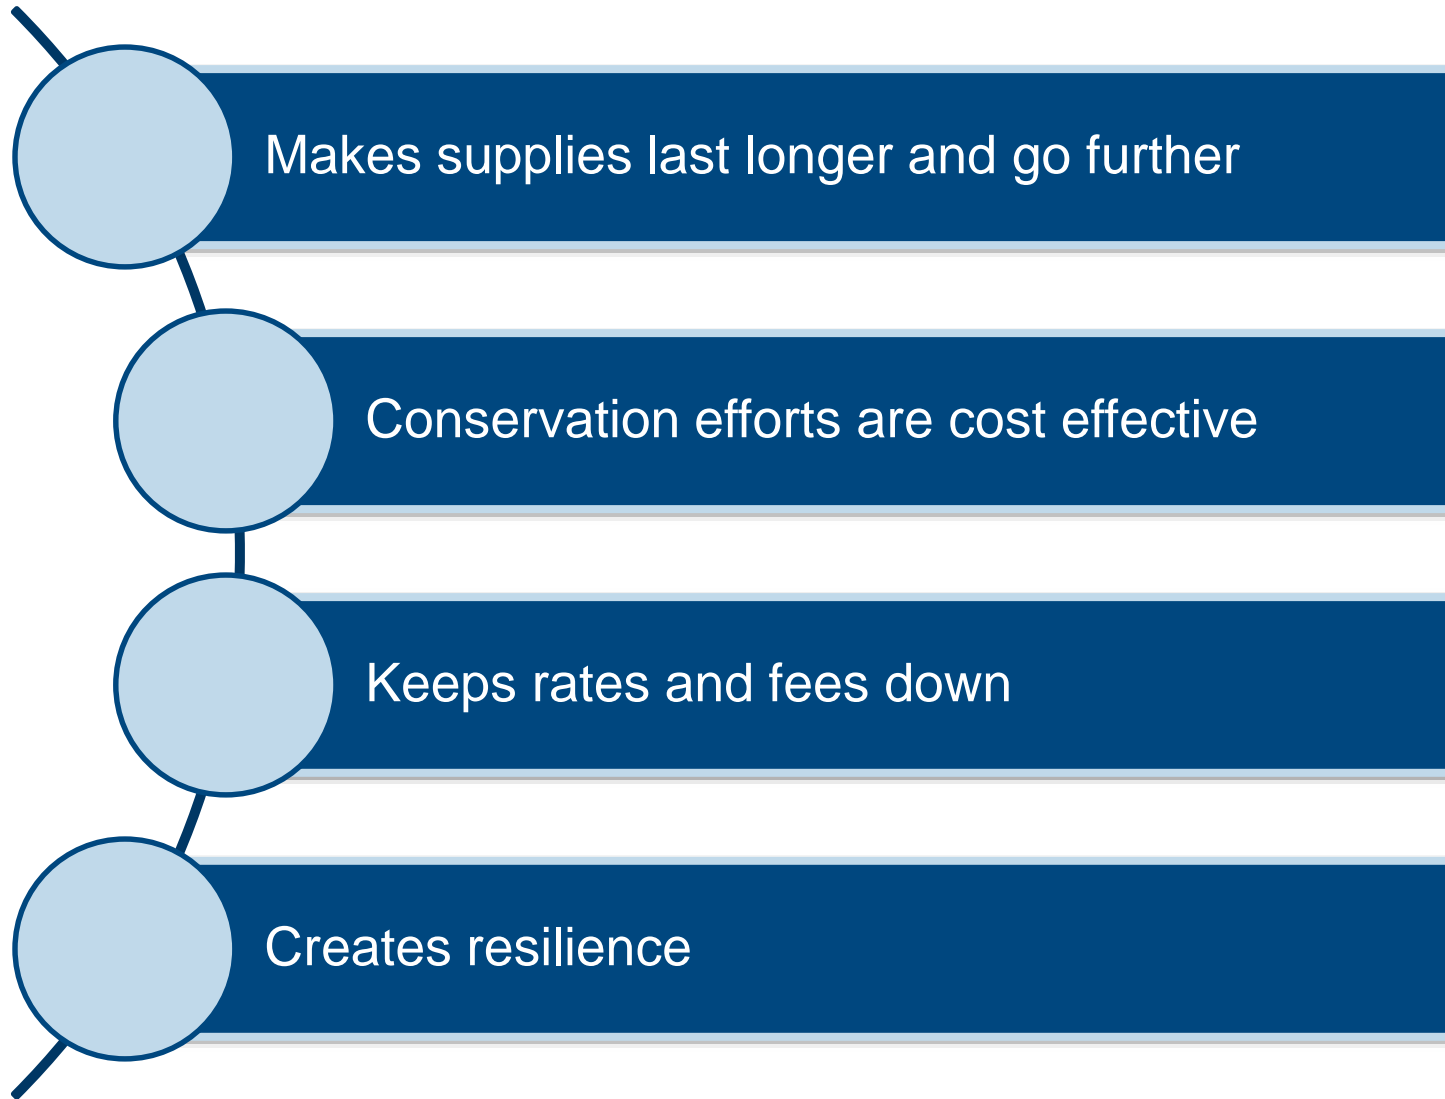 Makes supplies last longer and go further
Conservation efforts are cost effective
Keeps rates and fees down
Creates resilience